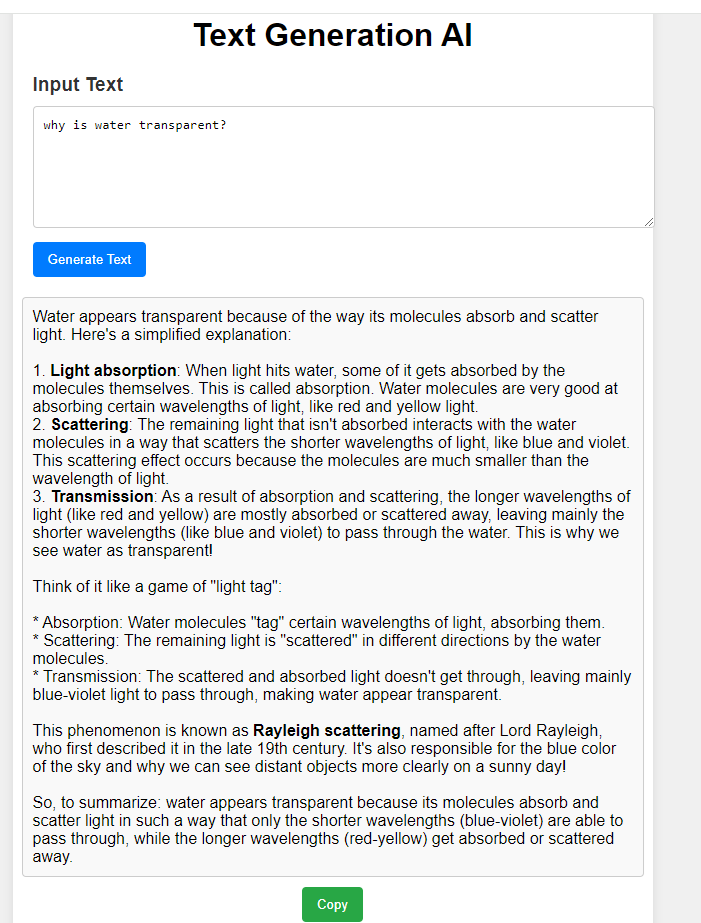 Text Generation AI
Input Text
why is water transparent?
Generate Text
Water appears transparent because of the way its molecules absorb and scatter
light. Here's a simplified explanation:
1. Light absorption: When light hits water, some of it gets absorbed by the
molecules themselves. This is called absorption. Water molecules are very good at
absorbing certain wavelengths of light, like red and yellow light.
2. Scattering: The remaining light that isn't absorbed interacts with the water
molecules in a way that scatters the shorter wavelengths of light, like blue and violet.
This scattering effect occurs because the molecules are much smaller than the
wavelength of light.
3. Transmission: As a result of absorption and scattering, the longer wavelengths of
light (like red and yellow) are mostly absorbed or scattered away, leaving mainly the
shorter wavelengths (like blue and violet) to pass through the water. This is why we
see water as transparent!
Think of it like a game of "light tag":
* Absorption: Water molecules "tag" certain wavelengths of light, absorbing them.
* Scattering: The remaining light is "scattered" in different directions by the water
molecules.
* Transmission: The scattered and absorbed light doesn't get through, leaving mainly
blue-violet light to pass through, making water appear transparent.
This phenomenon is known as Rayleigh scattering, named after Lord Rayleigh,
who first described it in the late 19th century. It's also responsible for the blue color
of the sky and why we can see distant objects more clearly on a sunny day!
So, to summarize: water appears transparent because its molecules absorb and
scatter light in such a way that only the shorter wavelengths (blue-violet) are able to
pass through, while the longer wavelengths (red-yellow) get absorbed or scattered
away.
Copy